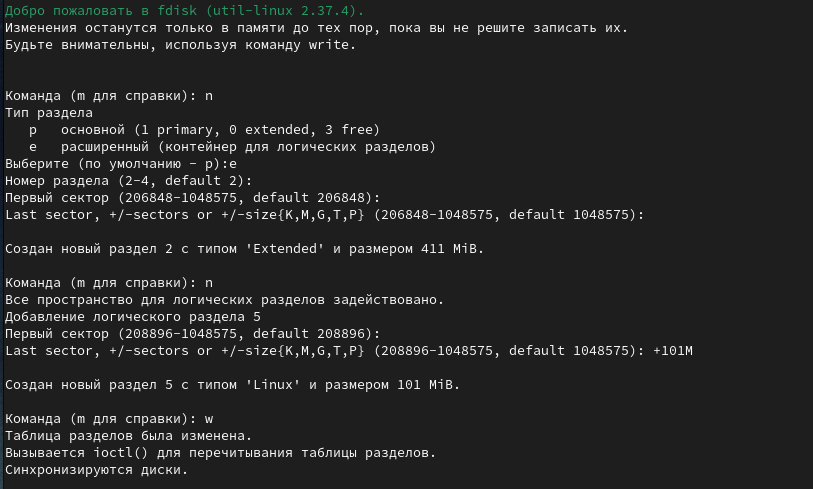 Добро пожаловать в fdisk (util-linux 2.37.4).
Изменения останутся только в памяти до тех пор, пока вы не решите записать их.
Будьте внимательны, используя команду write.
Команда (m для справки): n
Тип раздела
p основной (1 primary, 0 extended, 3 free)
e расширенный (контейнер для логических разделов)
Выберите (по умолчанию - p):e
Номер раздела (2-4, default 2):
Первый сектор (206848-1048575, default 206848):
Last sector, +/-sectors or +/-size{K,M,G,T,P} (206848-1048575, default 1048575):
Создан новый раздел 2 с типом 'Extended' и размером 411 MiB.
Команда (m для справки): n
Все пространство для логических разделов задействовано.
Добавление логического раздела 5
Первый сектор (208896-1048575, default 208896):
Last sector, +/-sectors or +/-size{K,M,G,T,P} (208896-1048575, default 1048575): +101M
Создан новый раздел 5 с типом 'Linux' и размером 101 MiB.
Команда (m для справки): w
Таблица разделов была изменена.
Вызывается ioctl() для перечитывания таблицы разделов.
Синхронизируются диски.